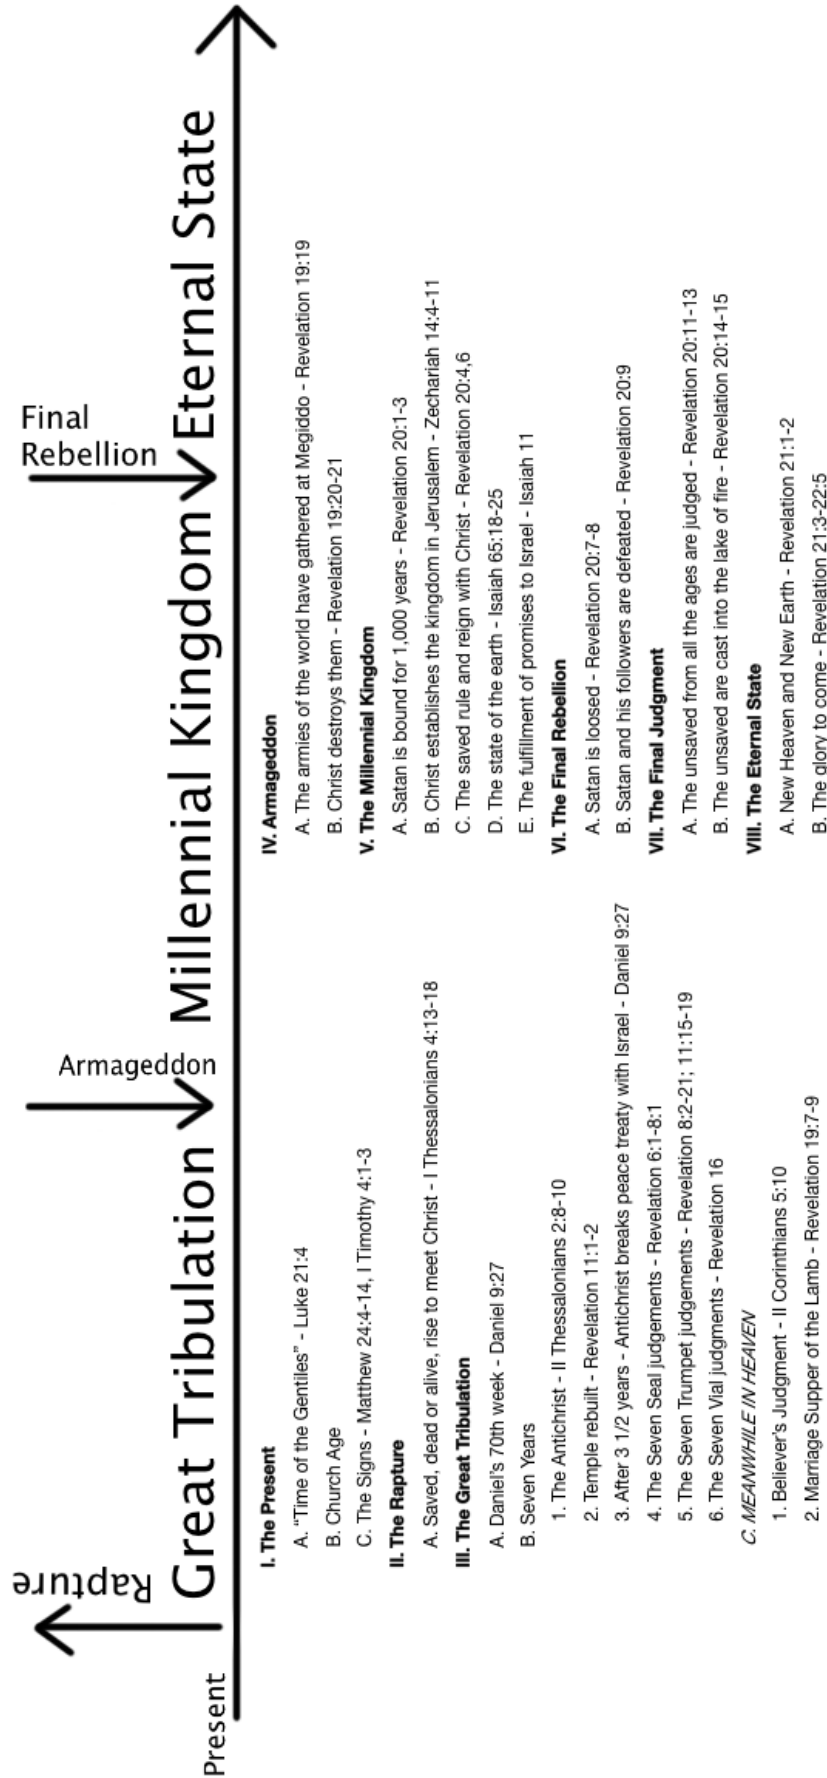 Present
Rapture
Great Tribulation
Armageddon
Millennial Kingdom
Final
Rebellion
Eternal State
I. The Present
A. "Time of the Gentiles" - Luke 21:4
B. Church Age
C. The Signs - Matthew 24:4-14, I Timothy 4:1-3
II. The Rapture
A. Saved, dead or alive, rise to meet Christ - I Thessalonians 4:13-18
III. The Great Tribulation
A. Daniel's 70th week - Daniel 9:27
B. Seven Years
1. The Antichrist - II Thessalonians 2:8-10
2. Temple rebuilt - Revelation 11:1-2
3. After 3 1/2 years - Antichrist breaks peace treaty with Israel - Daniel 9:27
4. The Seven Seal judgements - Revelation 6:1-8:1
5. The Seven Trumpet judgements - Revelation 8:2-21; 11:15-19
6. The Seven Vial judgments - Revelation 16
C. MEANWHILE IN HEAVEN
1. Believer's Judgment - II Corinthians 5:10
2. Marriage Supper of the Lamb - Revelation 19:7-9
IV. Armageddon
A. The armies of the world have gathered at Megiddo - Revelation 19:19
B. Christ destroys them - Revelation 19:20-21
V. The Millennial Kingdom
A. Satan is bound for 1,000 years - Revelation 20:1-3
B. Christ establishes the kingdom in Jerusalem - Zechariah 14:4-11
C. The saved rule and reign with Christ - Revelation 20:4,6
D. The state of the earth - Isaiah 65:18-25
E. The fulfillment of promises to Israel - Isaiah 11
VI. The Final Rebellion
A. Satan is loosed - Revelation 20:7-8
B. Satan and his followers are defeated - Revelation 20:9
VII. The Final Judgment
A. The unsaved from all the ages are judged - Revelation 20:11-13
B. The unsaved are cast into the lake of fire - Revelation 20:14-15
VIII. The Eternal State
A. New Heaven and New Earth - Revelation 21:1-2
B. The glory to come - Revelation 21:3-22:5